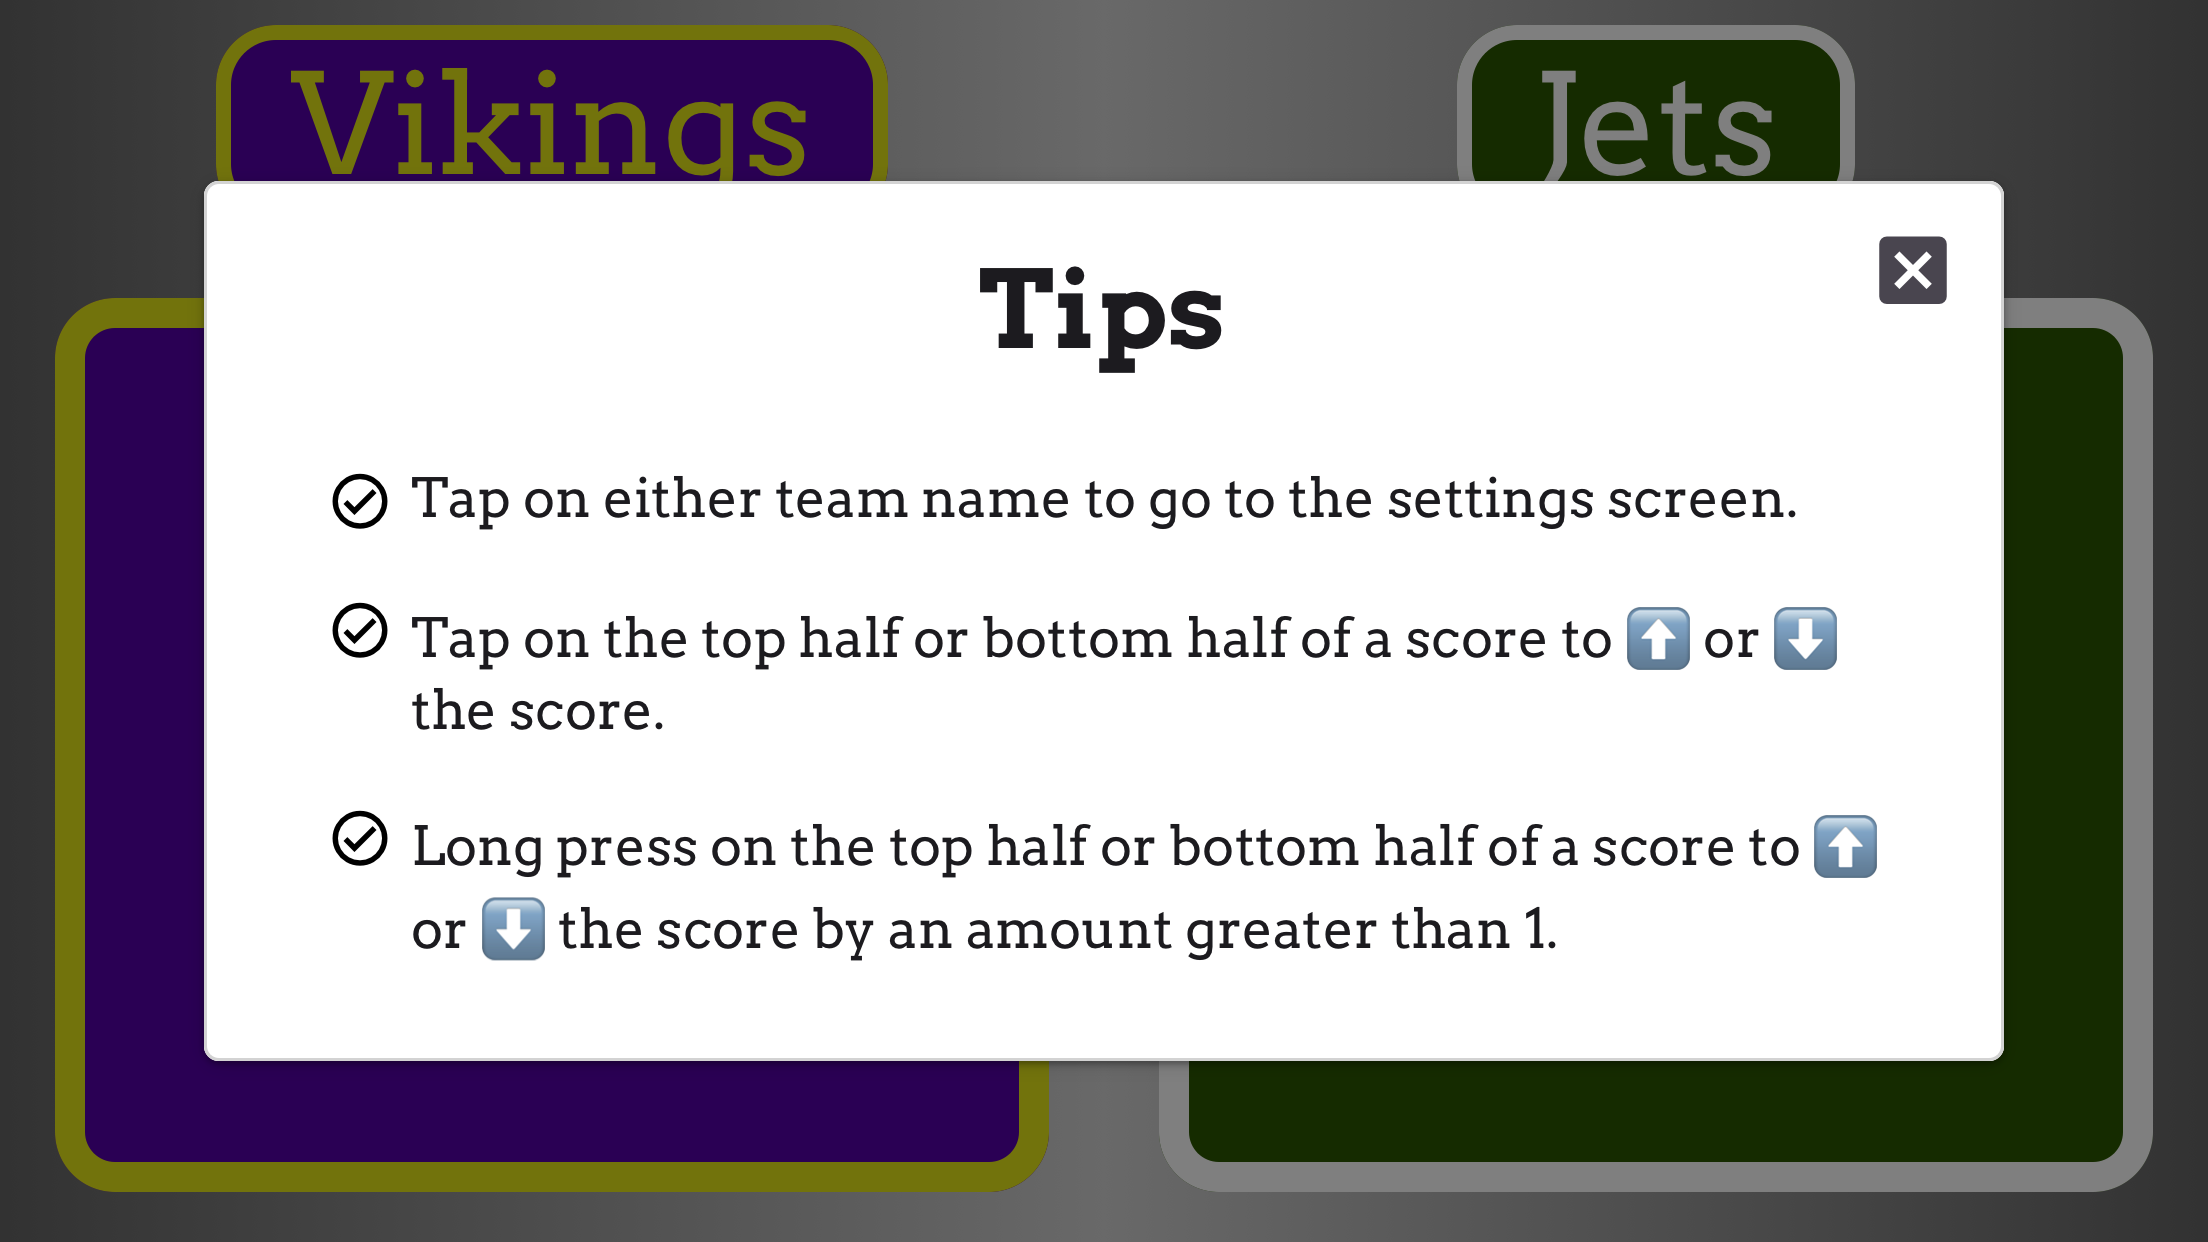 Vikings
Jets
Tips
Tap on either team name to go to the settings screen.
Tap on the top half or bottom half of a score to ⬆️ or ⬇️
the score.
Long press on the top half or bottom half of a score to ⬆️
or ⬇️ the score by an amount greater than 1.